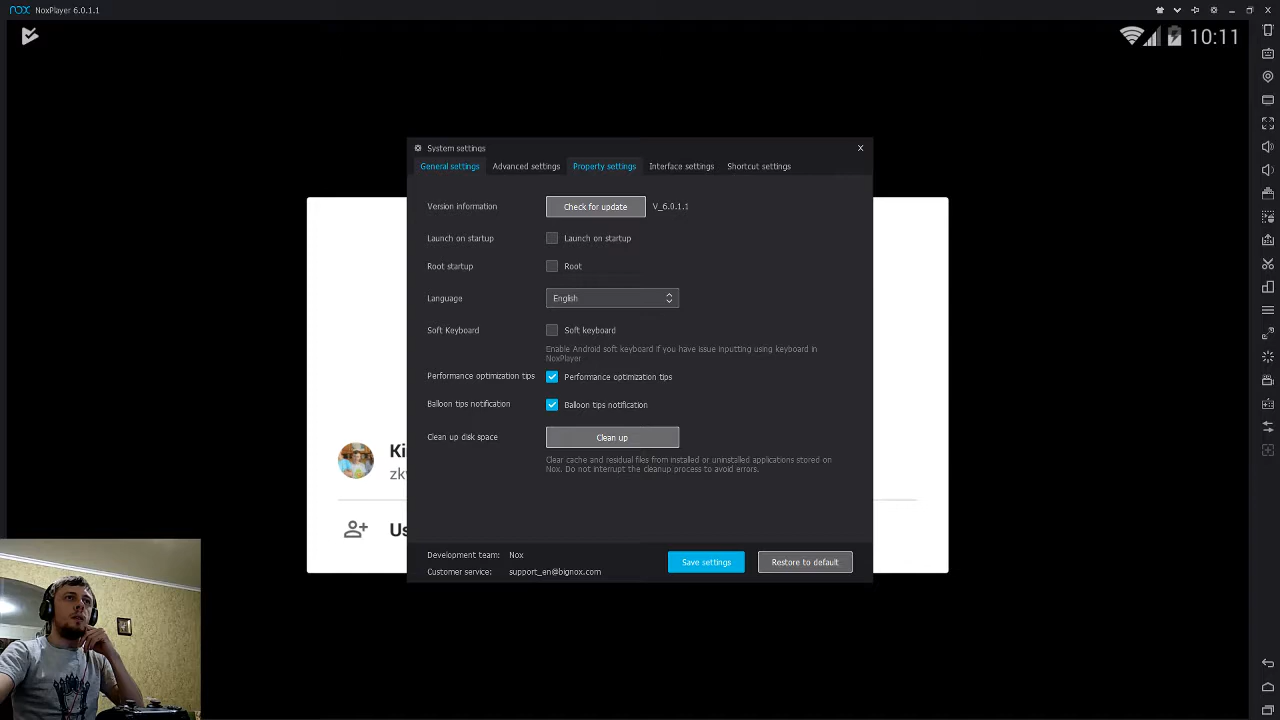 nox NoxPlayer 6.0.1.1
10:11
System settings
General settings Advanced settings Property settings Interface settings Shortcut settings
Version information Check for update V_6.0.1.1
Launch on startup Launch on startup
Root startup Root
Language English
Soft Keyboard Soft keyboard
Enable Android soft keyboard if you have issue inputting using keyboard in
NoxPlayer
Performance optimization tips Performance optimization tips
Balloon tips notification Balloon tips notification
Clean up disk space Clean up
Clear cache and residual files from installed or uninstalled applications stored on
Nox. Do not interrupt the cleanup process to avoid errors.
Ki
Us
Development team: Nox
Customer service: support_en@bignox.com
Save settings Restore to default